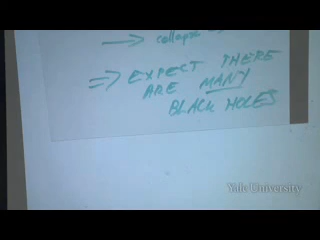 → collapse
⇒ EXPECT THERE
ARE MANY
BLACK HOLES
Yale University